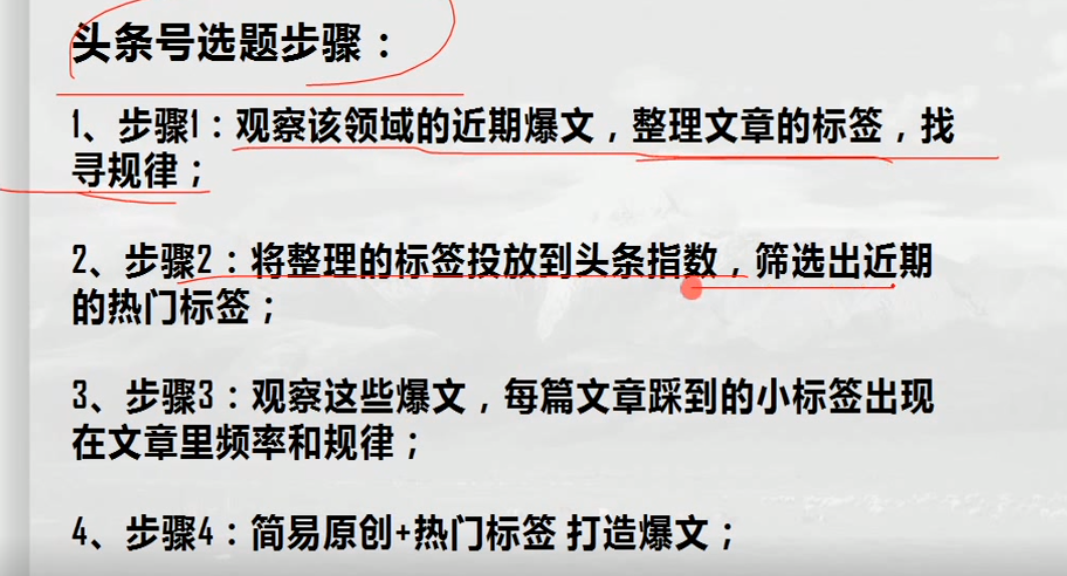 头条号选题步骤：
1、步骤1：观察该领域的近期爆文，整理文章的标签，找
寻规律；
2、步骤2：将整理的标签投放到头条指数，筛选出近期
的热门标签；
3、步骤3：观察这些爆文，每篇文章踩到的小标签出现
在文章里频率和规律；
4、步骤4：简易原创+热门标签 打造爆文；